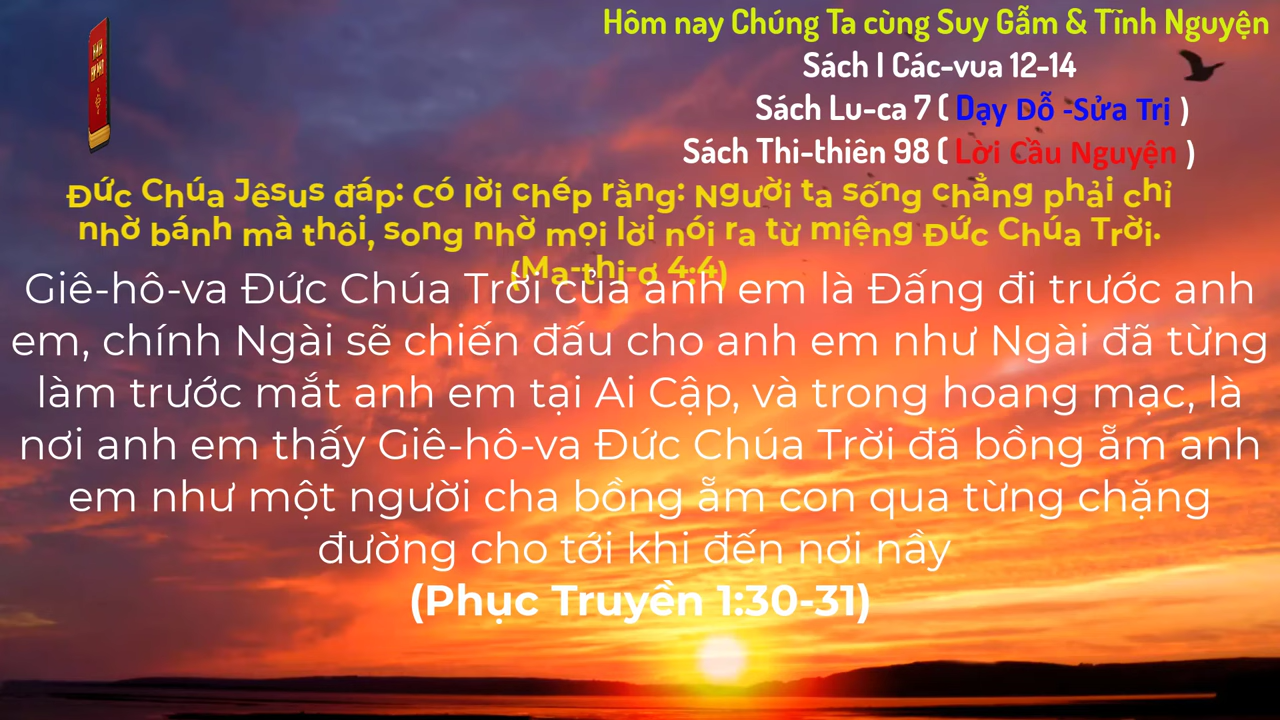 Hôm nay Chúng Ta cùng Suy Gẫm & Tĩnh Nguyện
Sách I Các-vua 12-14
Sách Lu-ca 7 ( Dạy Dỗ -Sửa Trị )
Sách Thi-thiên 98 ( Lời Cầu Nguyện )
Đức Chúa Jêsus đáp: Có lời chép rằng: Người ta sống chẳng phải chỉ
nhờ bánh mà thôi, song nhờ mọi lời nói ra từ miệng Đức Chúa Trời.
(Ma-thi-ơ 4:4)
Giê-hô-va Đức Chúa Trời của anh em là Đấng đi trước anh
em, chính Ngài sẽ chiến đấu cho anh em như Ngài đã từng
làm trước mắt anh em tại Ai Cập, và trong hoang mạc, là
nơi anh em thấy Giê-hô-va Đức Chúa Trời đã bồng ẵm anh
em như một người cha bồng ẵm con qua từng chặng
đường cho tới khi đến nơi nầy
(Phục Truyền 1:30-31)